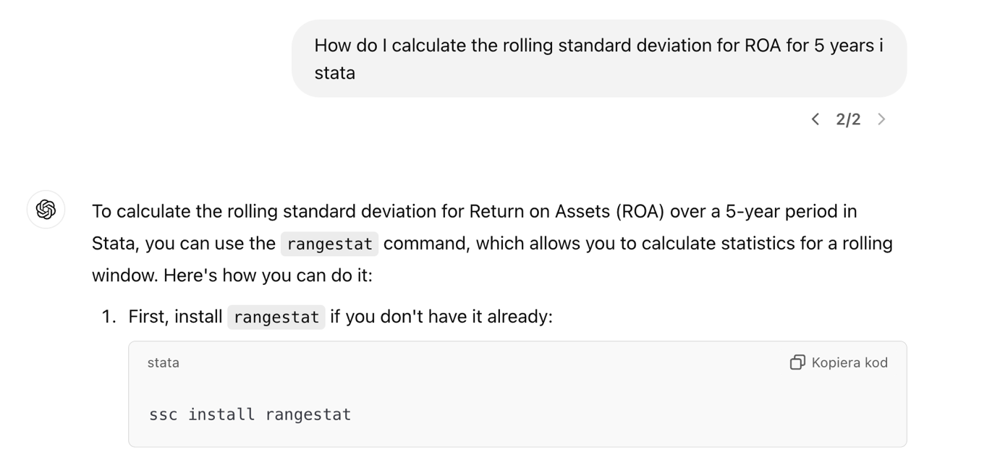 How do I calculate the rolling standard deviation for ROA for 5 years i
stata
2/2
To calculate the rolling standard deviation for Return on Assets (ROA) over a 5-year period in
Stata, you can use the rangestat command, which allows you to calculate statistics for a rolling
window. Here's how you can do it:
1. First, install rangestat if you don't have it already:
stata Kopiera kod
ssc install rangestat